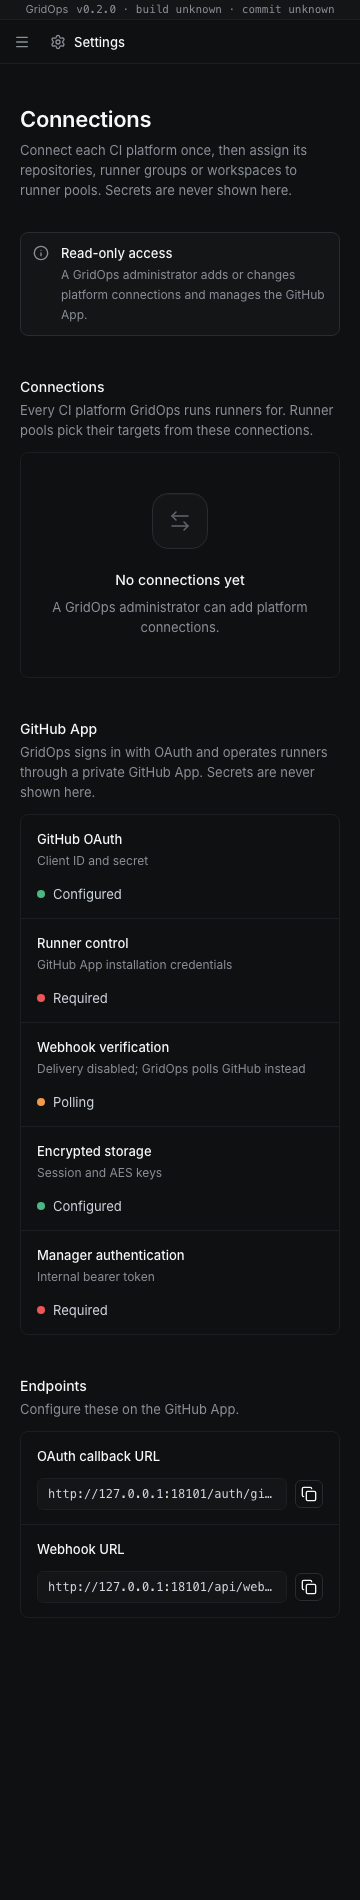 GridOps v0.2.0 · build unknown · commit unknown
Settings
Connections
Connect each CI platform once, then assign its
repositories, runner groups or workspaces to
runner pools. Secrets are never shown here.
Read-only access
A GridOps administrator adds or changes
platform connections and manages the GitHub
App.
Connections
Every CI platform GridOps runs runners for. Runner
pools pick their targets from these connections.
No connections yet
A GridOps administrator can add platform
connections.
GitHub App
GridOps signs in with OAuth and operates runners
through a private GitHub App. Secrets are never
shown here.
GitHub OAuth
Client ID and secret
Configured
Runner control
GitHub App installation credentials
Required
Webhook verification
Delivery disabled; GridOps polls GitHub instead
Polling
Encrypted storage
Session and AES keys
Configured
Manager authentication
Internal bearer token
Required
Endpoints
Configure these on the GitHub App.
OAuth callback URL
http://127.0.0.1:18101/auth/gi…
Webhook URL
http://127.0.0.1:18101/api/web…